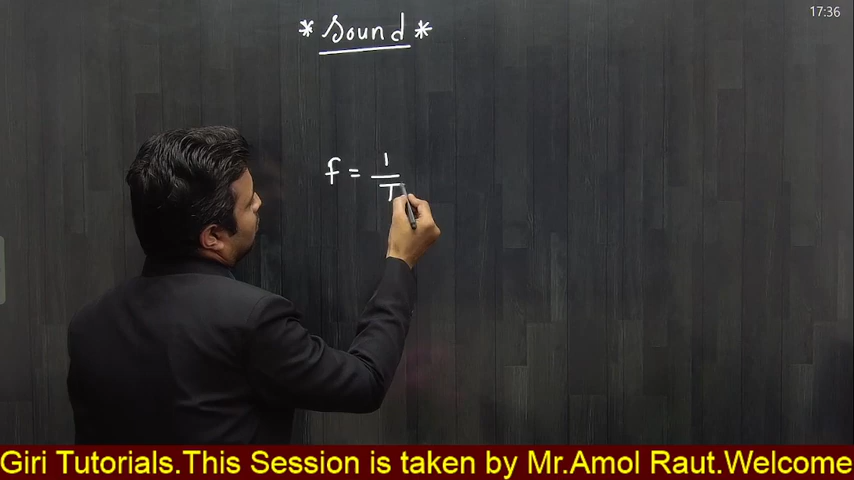 17:36
* Sound *
f = 1/T
Giri Tutorials.This Session is taken by Mr.Amol Raut.Welcome